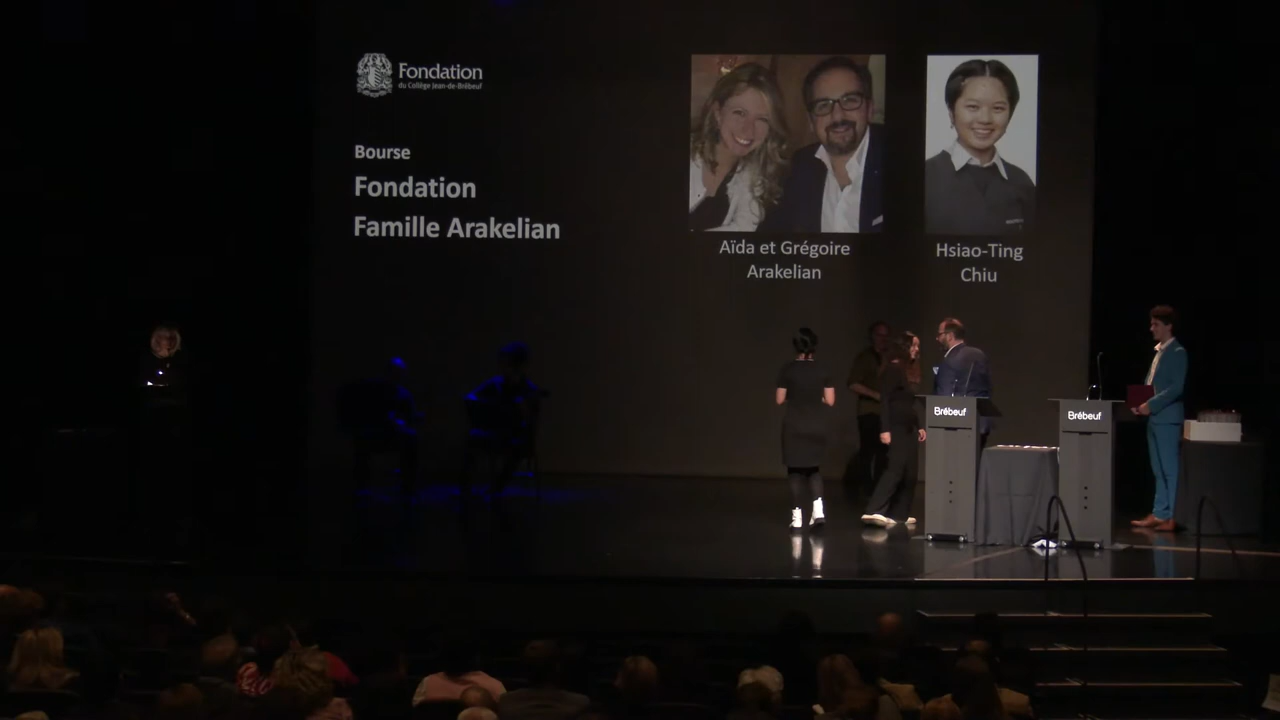 Fondation
du Collège Jean-de-Brébeuf
Bourse
Fondation
Famille Arakelian
Aïda et Grégoire
Arakelian
Hsiao-Ting
Chiu
Brébeuf
Brébeuf